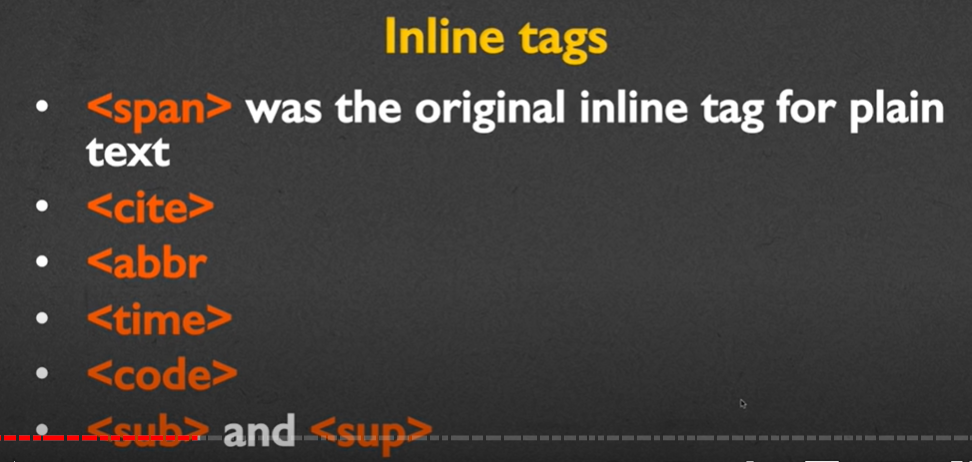 Inline tags
• <span> was the original inline tag for plain
text
• <cite>
• <abbr
• <time>
• <code>
• <sub> and <sup>